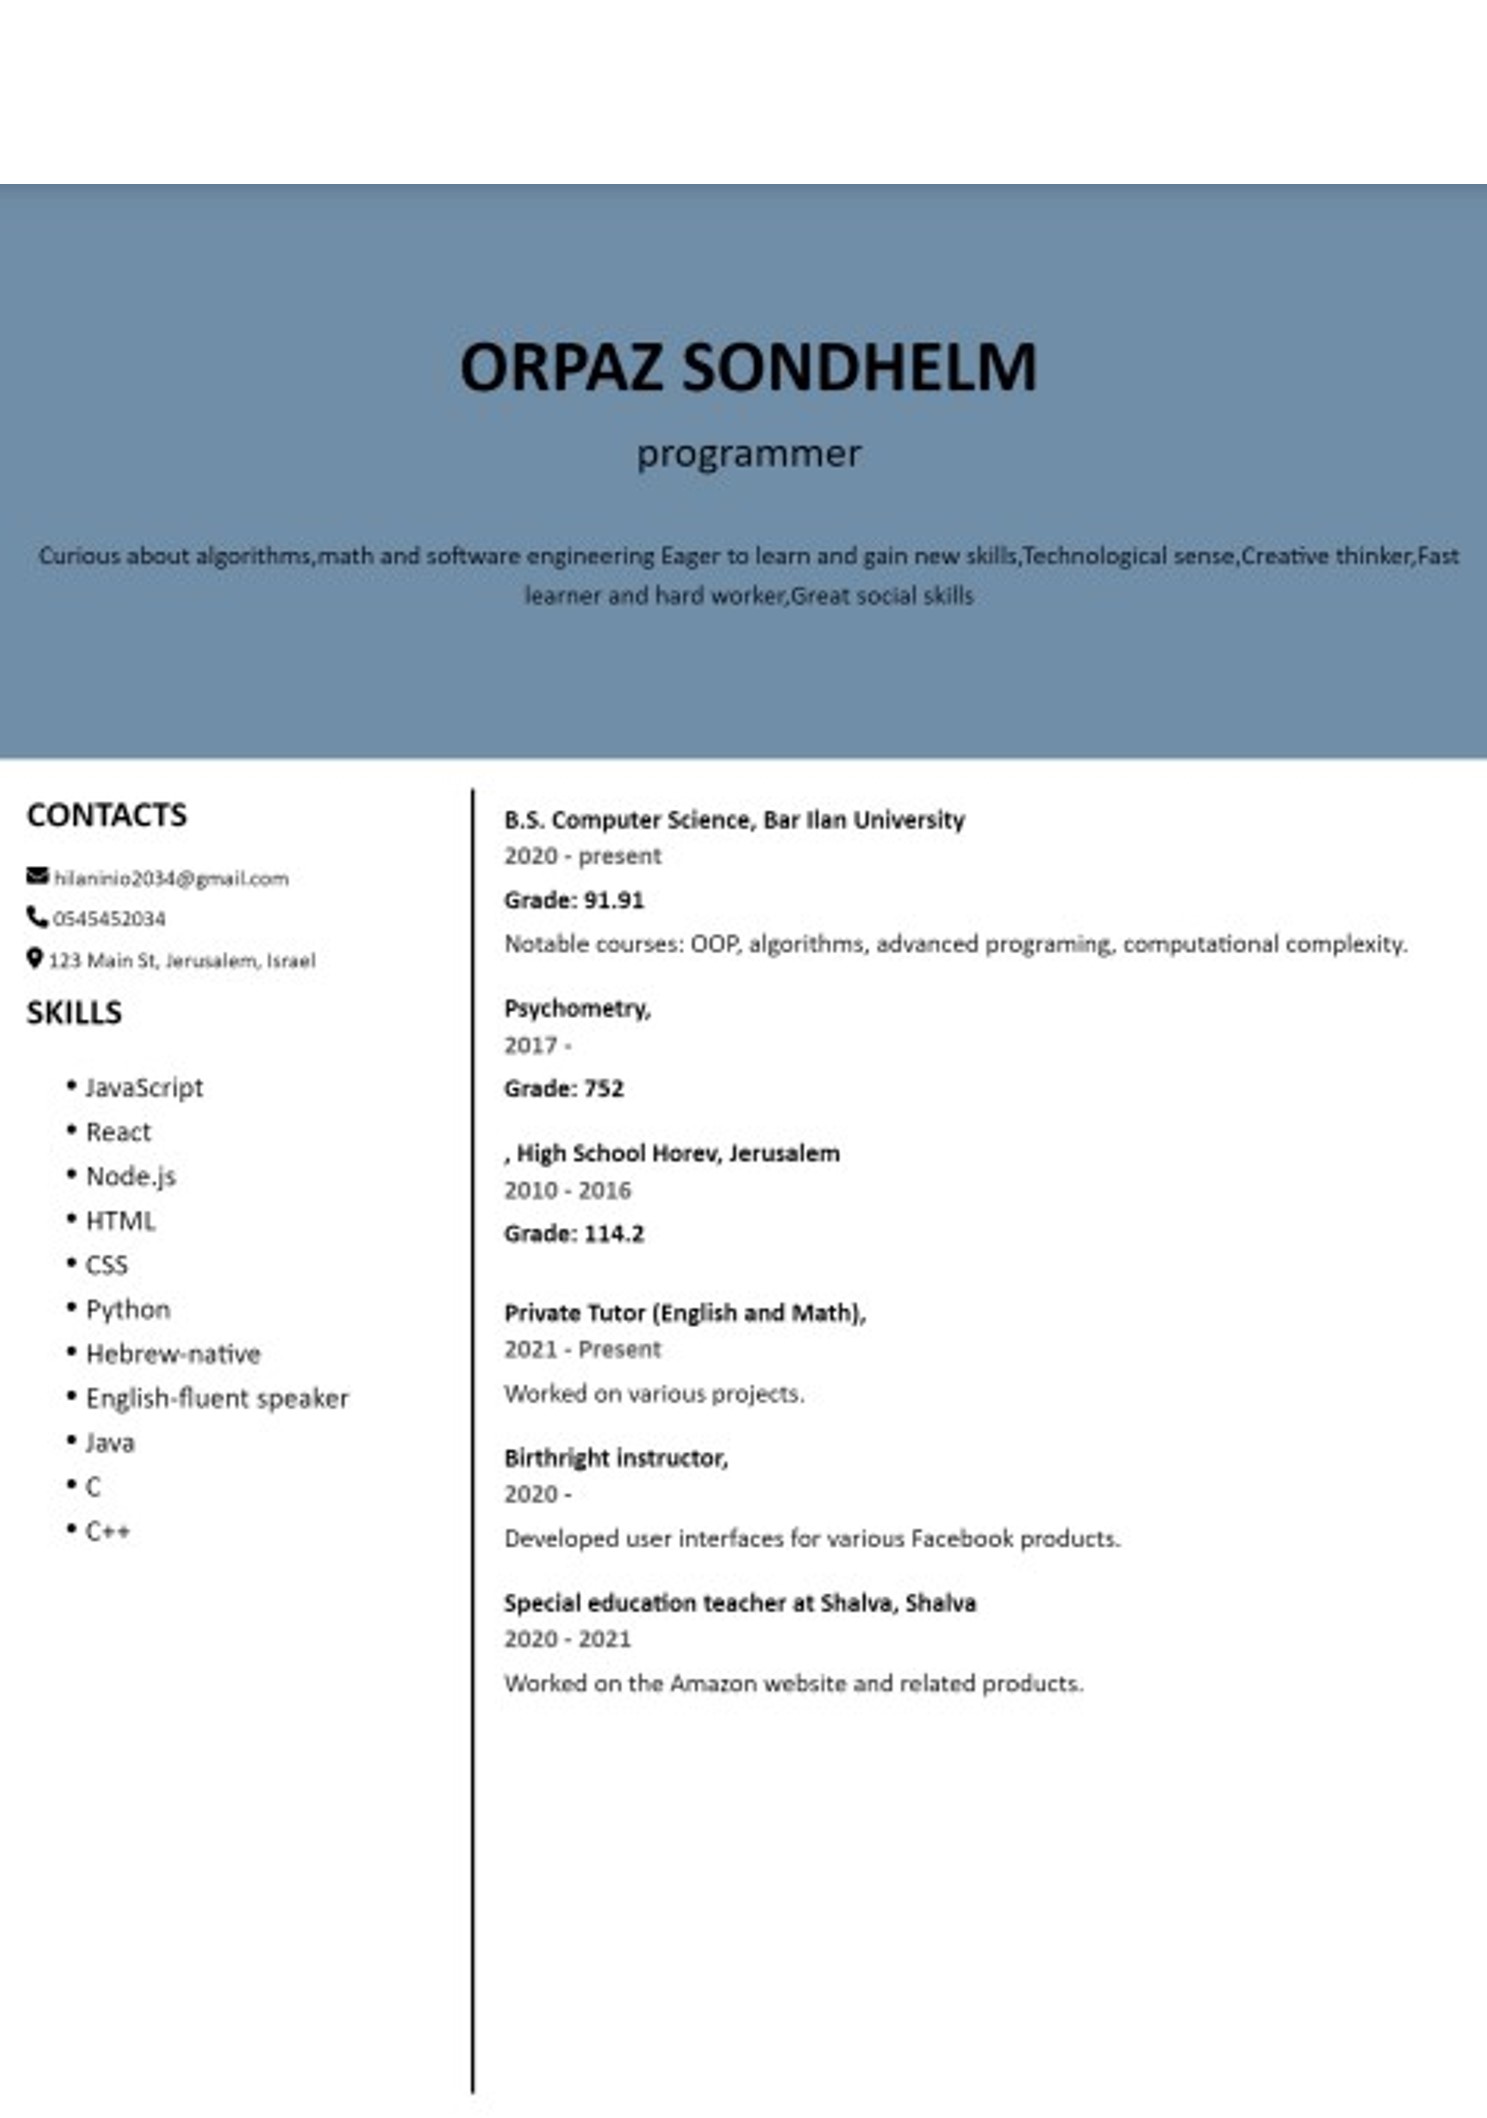 ORPAZ SONDHELM
programmer
Curious about algorithms,math and software engineering Eager to learn and gain new skills,Technological sense,Creative thinker,Fast
learner and hard worker,Great social skills
CONTACTS
hilaninio2034@gmail.com
0545452034
123 Main St, Jerusalem, Israel
SKILLS
• JavaScript
• React
• Node.js
• HTML
• CSS
• Python
• Hebrew-native
• English-fluent speaker
• Java
• C
• C++
B.S. Computer Science, Bar Ilan University
2020 - present
Grade: 91.91
Notable courses: OOP, algorithms, advanced programing, computational complexity.
Psychometry,
2017 -
Grade: 752
, High School Horev, Jerusalem
2010 - 2016
Grade: 114.2
Private Tutor (English and Math),
2021 - Present
Worked on various projects.
Birthright instructor,
2020 -
Developed user interfaces for various Facebook products.
Special education teacher at Shalva, Shalva
2020 - 2021
Worked on the Amazon website and related products.